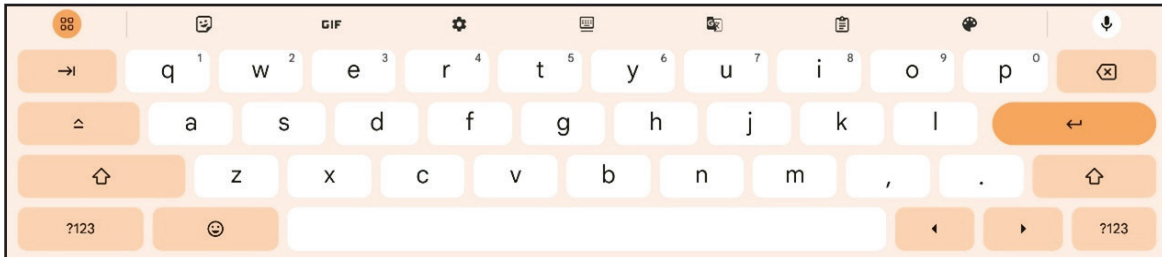 GIF
q 1 w 2 e 3 r 4 t 5 y 6 u 7 i 8 o 9 p 0
a s d f g h j k l
z x c v b n m , .
?123 ?123